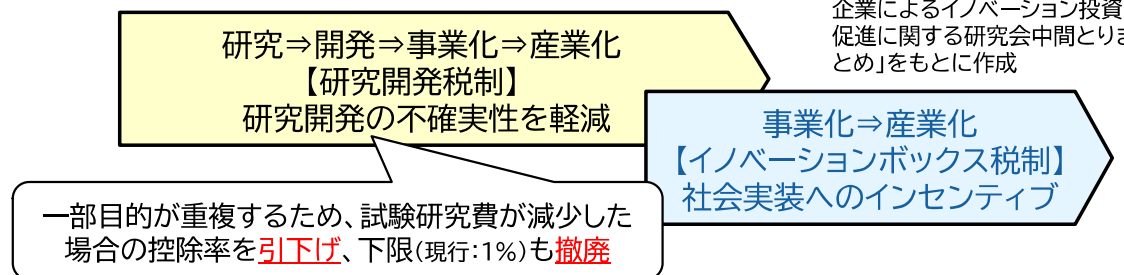 企業によるイノベーション投資
促進に関する研究会中間とりま
とめ」をもとに作成
研究⇒開発⇒事業化⇒産業化
【研究開発税制】
研究開発の不確実性を軽減
事業化⇒産業化
【イノベーションボックス税制】
社会実装へのインセンティブ
一部目的が重複するため、試験研究費が減少した
場合の控除率を引下げ、下限(現行：1%)も撤廃